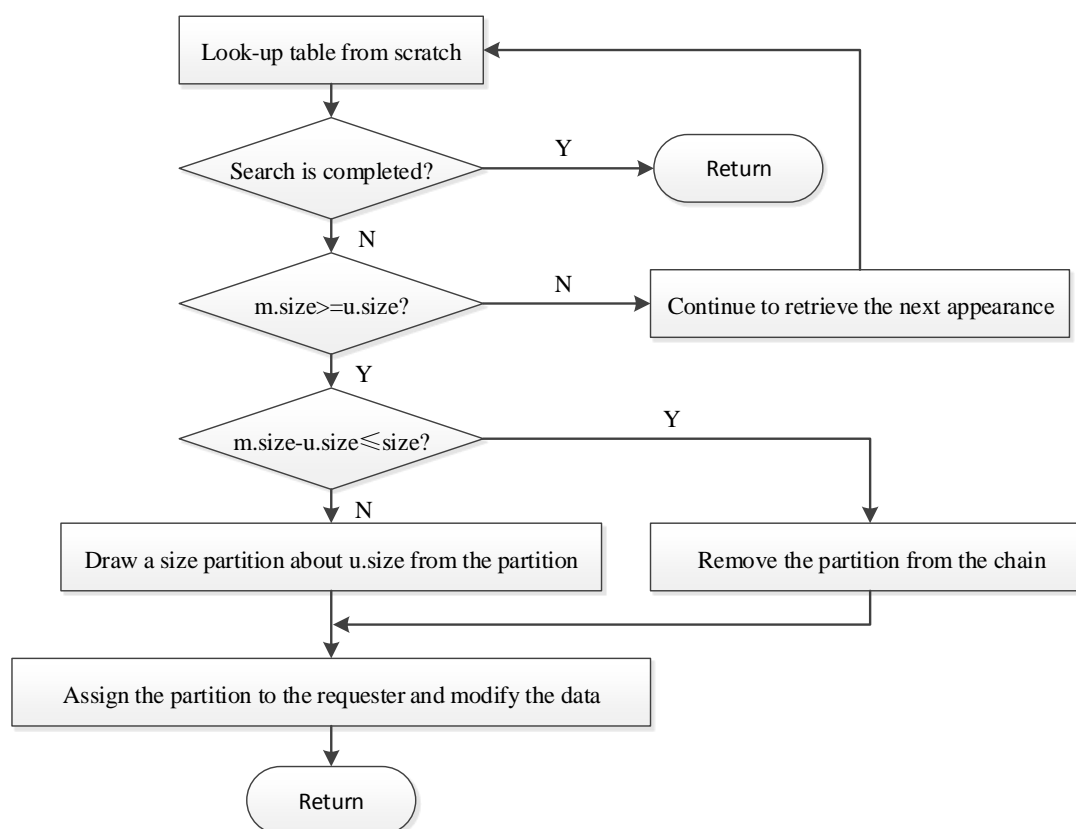 Look-up table from scratch
Search is completed?
Y
Return
N
m.size>=u.size?
N
Continue to retrieve the next appearance
Y
m.size-u.size≤size?
Y
N
Draw a size partition about u.size from the partition
Remove the partition from the chain
Assign the partition to the requester and modify the data
Return